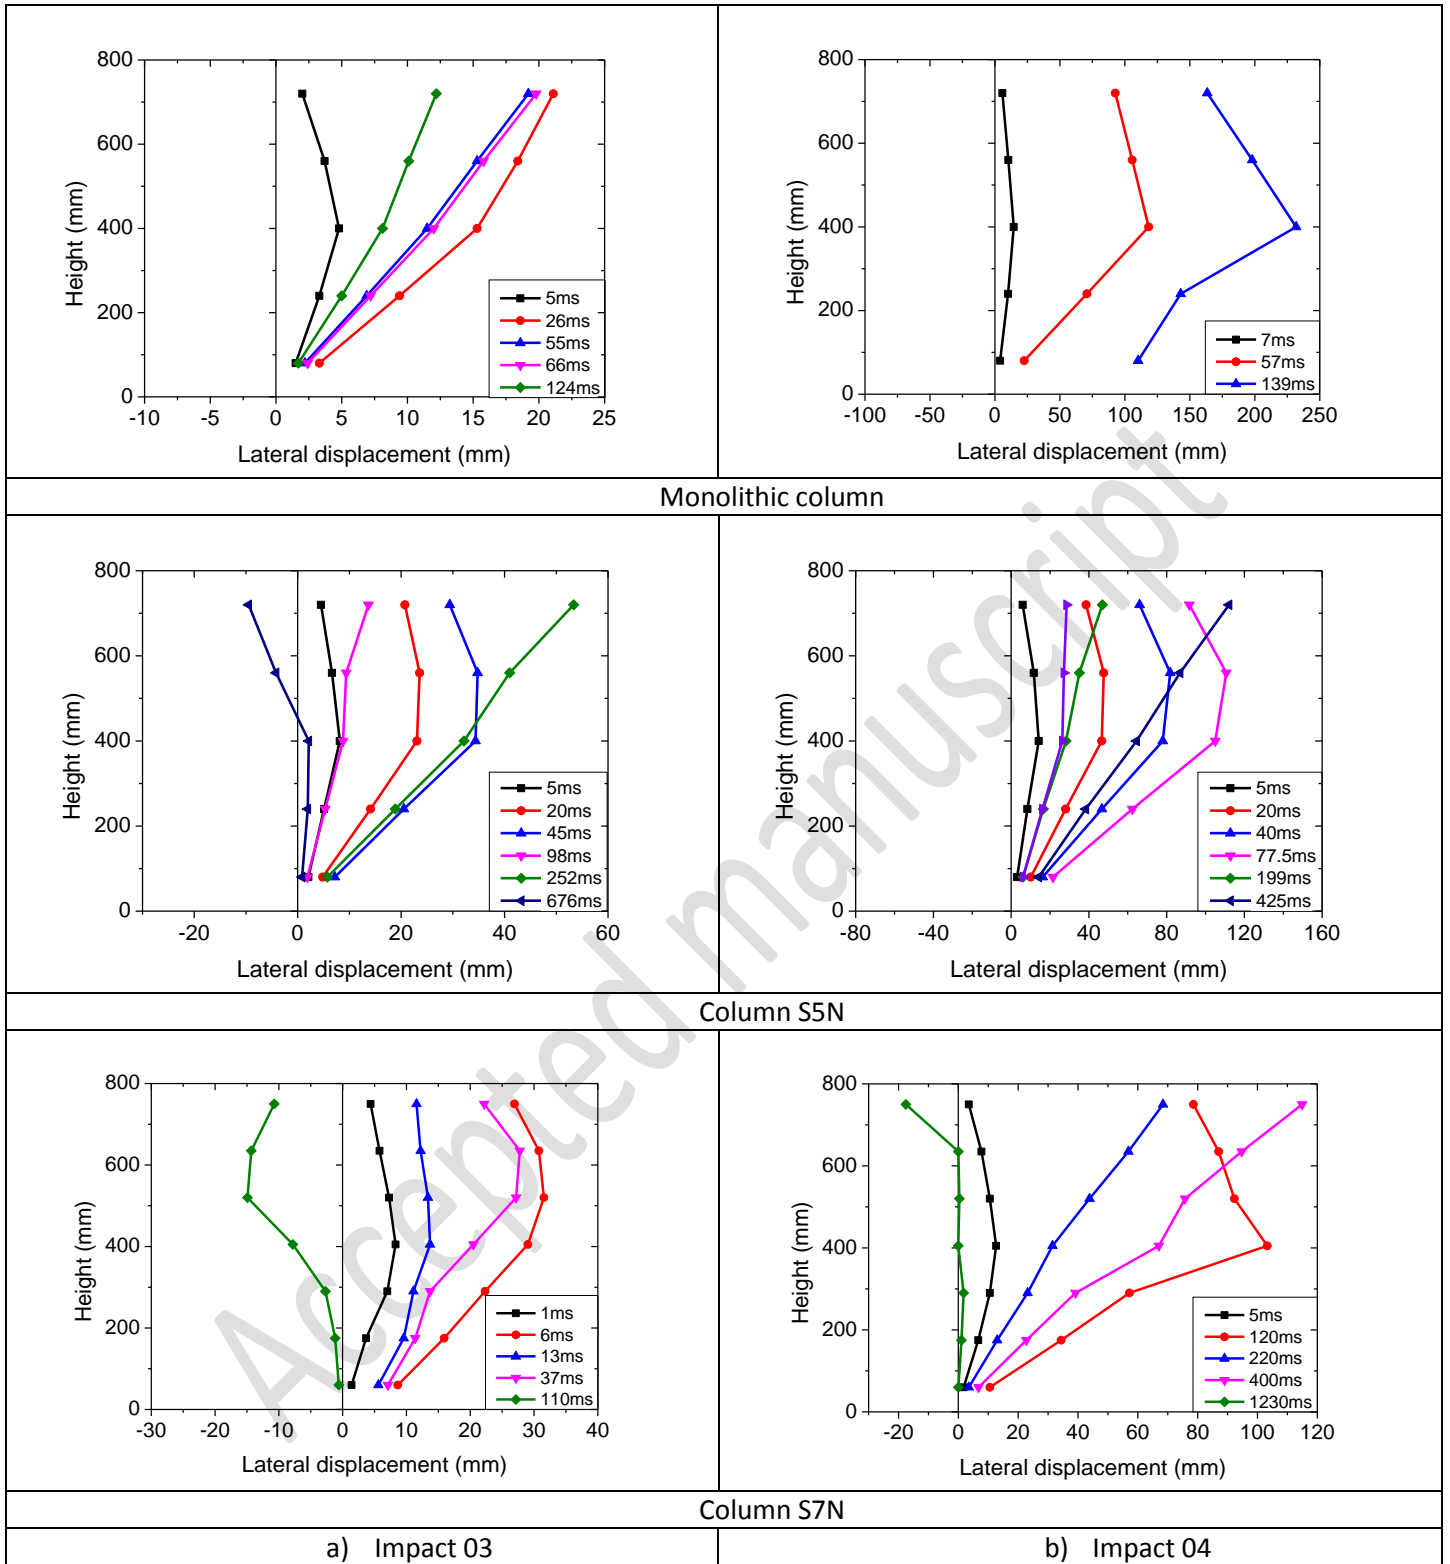 800
600
400
200
0
Height (mm)
5ms
26ms
55ms
66ms
124ms
-10 -5 0 5 10 15 20 25
Lateral displacement (mm)
800
600
400
200
0
Height (mm)
7ms
57ms
139ms
-100 -50 0 50 100 150 200 250
Lateral displacement (mm)
Monolithic column
800
600
400
200
0
Height (mm)
5ms
20ms
45ms
98ms
252ms
676ms
-20 0 20 40 60
Lateral displacement (mm)
800
600
400
200
0
Height (mm)
5ms
20ms
40ms
77.5ms
199ms
425ms
-80 -40 0 40 80 120 160
Lateral displacement (mm)
Column S5N
800
600
400
200
0
Height (mm)
1ms
6ms
13ms
37ms
110ms
-30 -20 -10 0 10 20 30 40
Lateral displacement (mm)
800
600
400
200
0
Height (mm)
5ms
120ms
220ms
400ms
1230ms
-20 0 20 40 60 80 100 120
Lateral displacement (mm)
Column S7N
a) Impact 03
b) Impact 04
Accepted manuscript